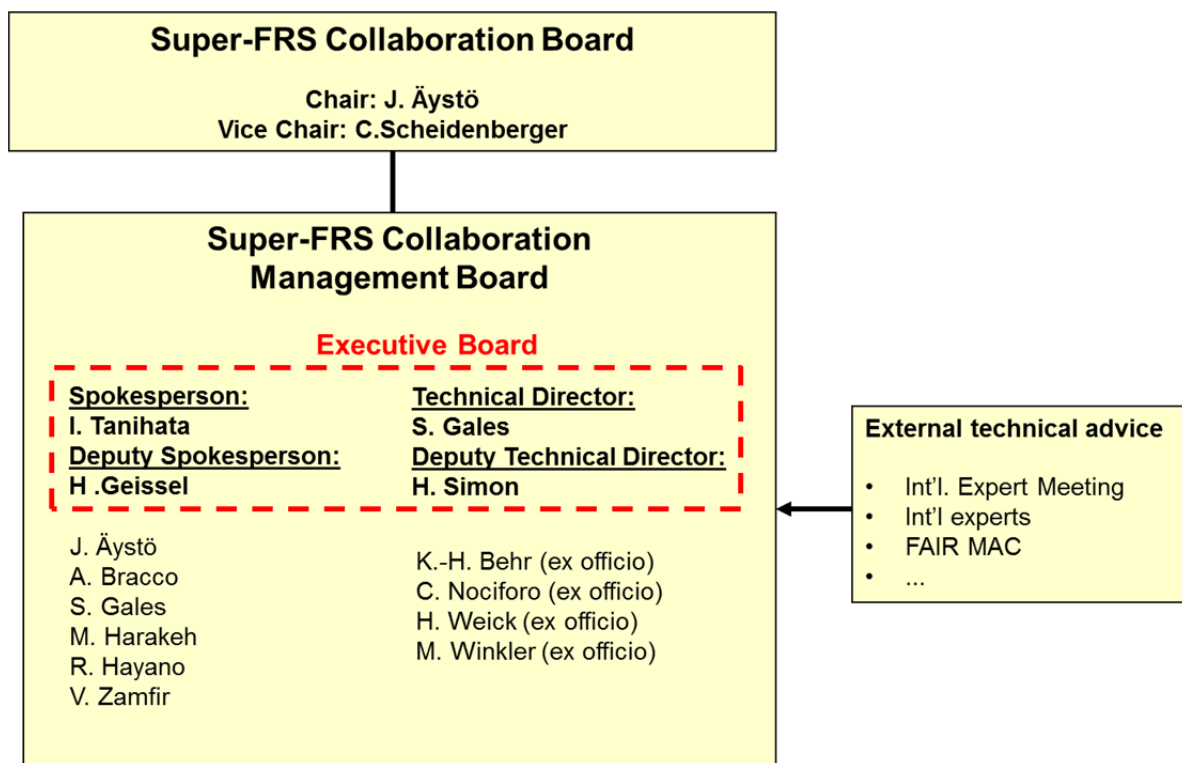 Super-FRS Collaboration Board
Chair: J. Äystö
Vice Chair: C.Scheidenberger
Super-FRS Collaboration
Management Board
Executive Board
Spokesperson:
I. Tanihata
Deputy Spokesperson:
H .Geissel
Technical Director:
S. Gales
Deputy Technical Director:
H. Simon
J. Äystö
A. Bracco
S. Gales
M. Harakeh
R. Hayano
V. Zamfir
K.-H. Behr (ex officio)
C. Nociforo (ex officio)
H. Weick (ex officio)
M. Winkler (ex officio)
External technical advice
• Int'l. Expert Meeting
• Int'l experts
• FAIR MAC
• ...